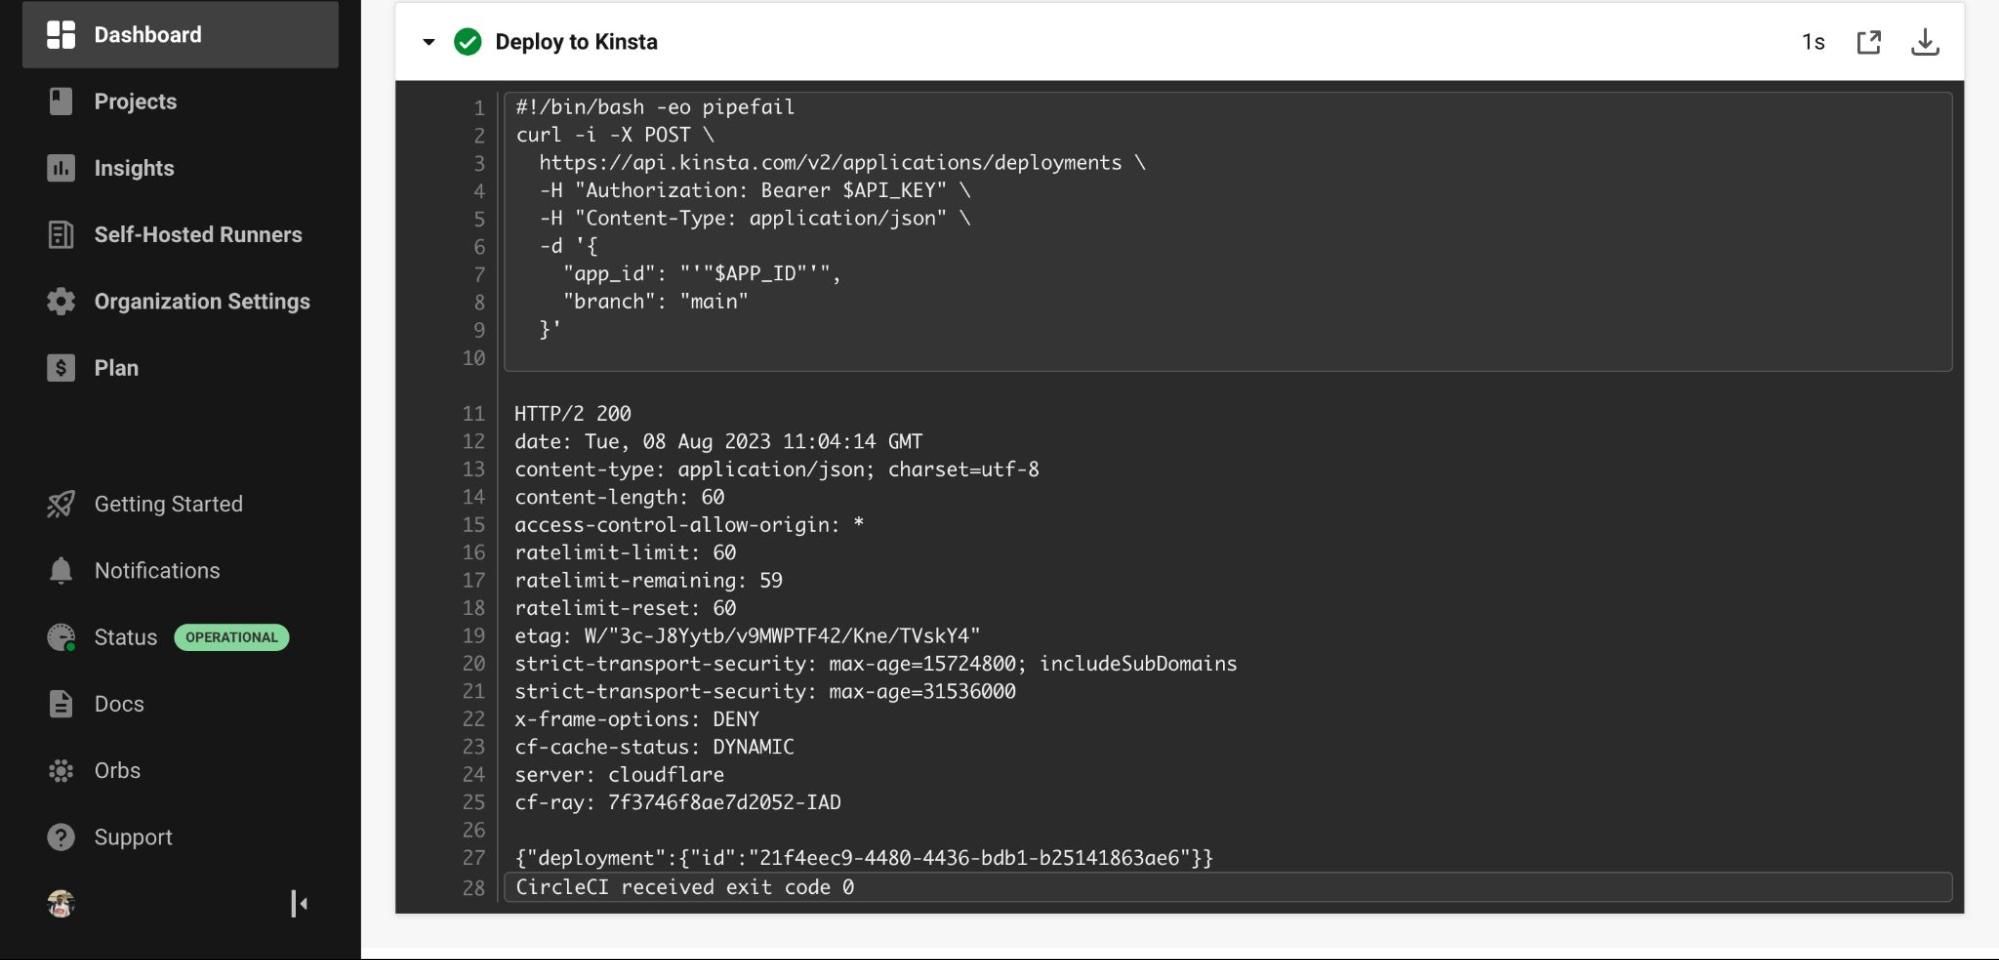 Dashboard
Projects
Insights
Self-Hosted Runners
Organization Settings
Plan
Getting Started
Notifications
Status OPERATIONAL
Docs
Orbs
Support
Deploy to Kinsta
1s
1 #!/bin/bash -eo pipefail
2 curl -i -X POST \
3   https://api.kinsta.com/v2/applications/deployments \
4   -H "Authorization: Bearer $API_KEY" \
5   -H "Content-Type: application/json" \
6   -d '{
7     "app_id": "'"$APP_ID"'",
8     "branch": "main"
9   }'
10
11 HTTP/2 200
12 date: Tue, 08 Aug 2023 11:04:14 GMT
13 content-type: application/json; charset=utf-8
14 content-length: 60
15 access-control-allow-origin: *
16 ratelimit-limit: 60
17 ratelimit-remaining: 59
18 ratelimit-reset: 60
19 etag: W/"3c-J8Yytb/v9MWPTF42/Kne/TVskY4"
20 strict-transport-security: max-age=15724800; includeSubDomains
21 strict-transport-security: max-age=31536000
22 x-frame-options: DENY
23 cf-cache-status: DYNAMIC
24 server: cloudflare
25 cf-ray: 7f3746f8ae7d2052-IAD
26
27 {"deployment":{"id":"21f4eec9-4480-4436-bdb1-b25141863ae6"}}
28 CircleCI received exit code 0